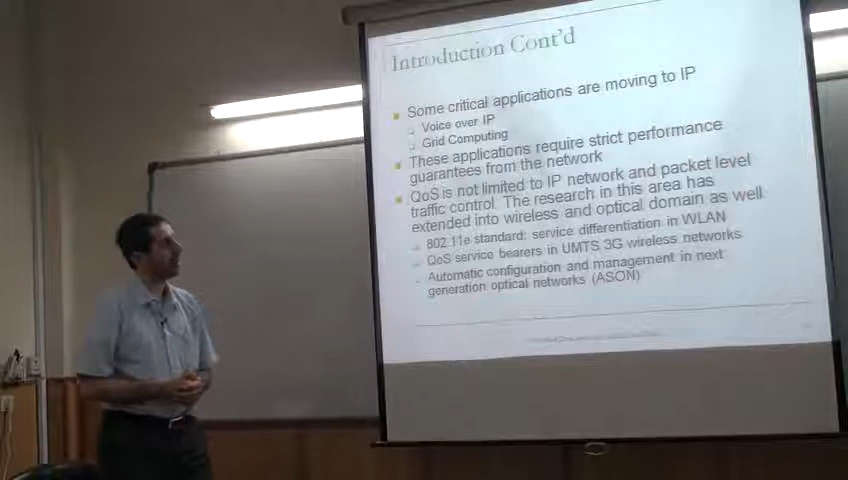 Introduction Cont'd
Some critical applications are moving to IP
Voice over IP
Grid Computing
These applications require strict performance
guarantees from the network
QoS is not limited to IP network and packet level
traffic control. The research in this area has
extended into wireless and optical domain as well
802.11e standard: service differentiation in WLAN
QoS service bearers in UMTS 3G wireless networks
Automatic configuration and management in next
generation optical networks (ASON)